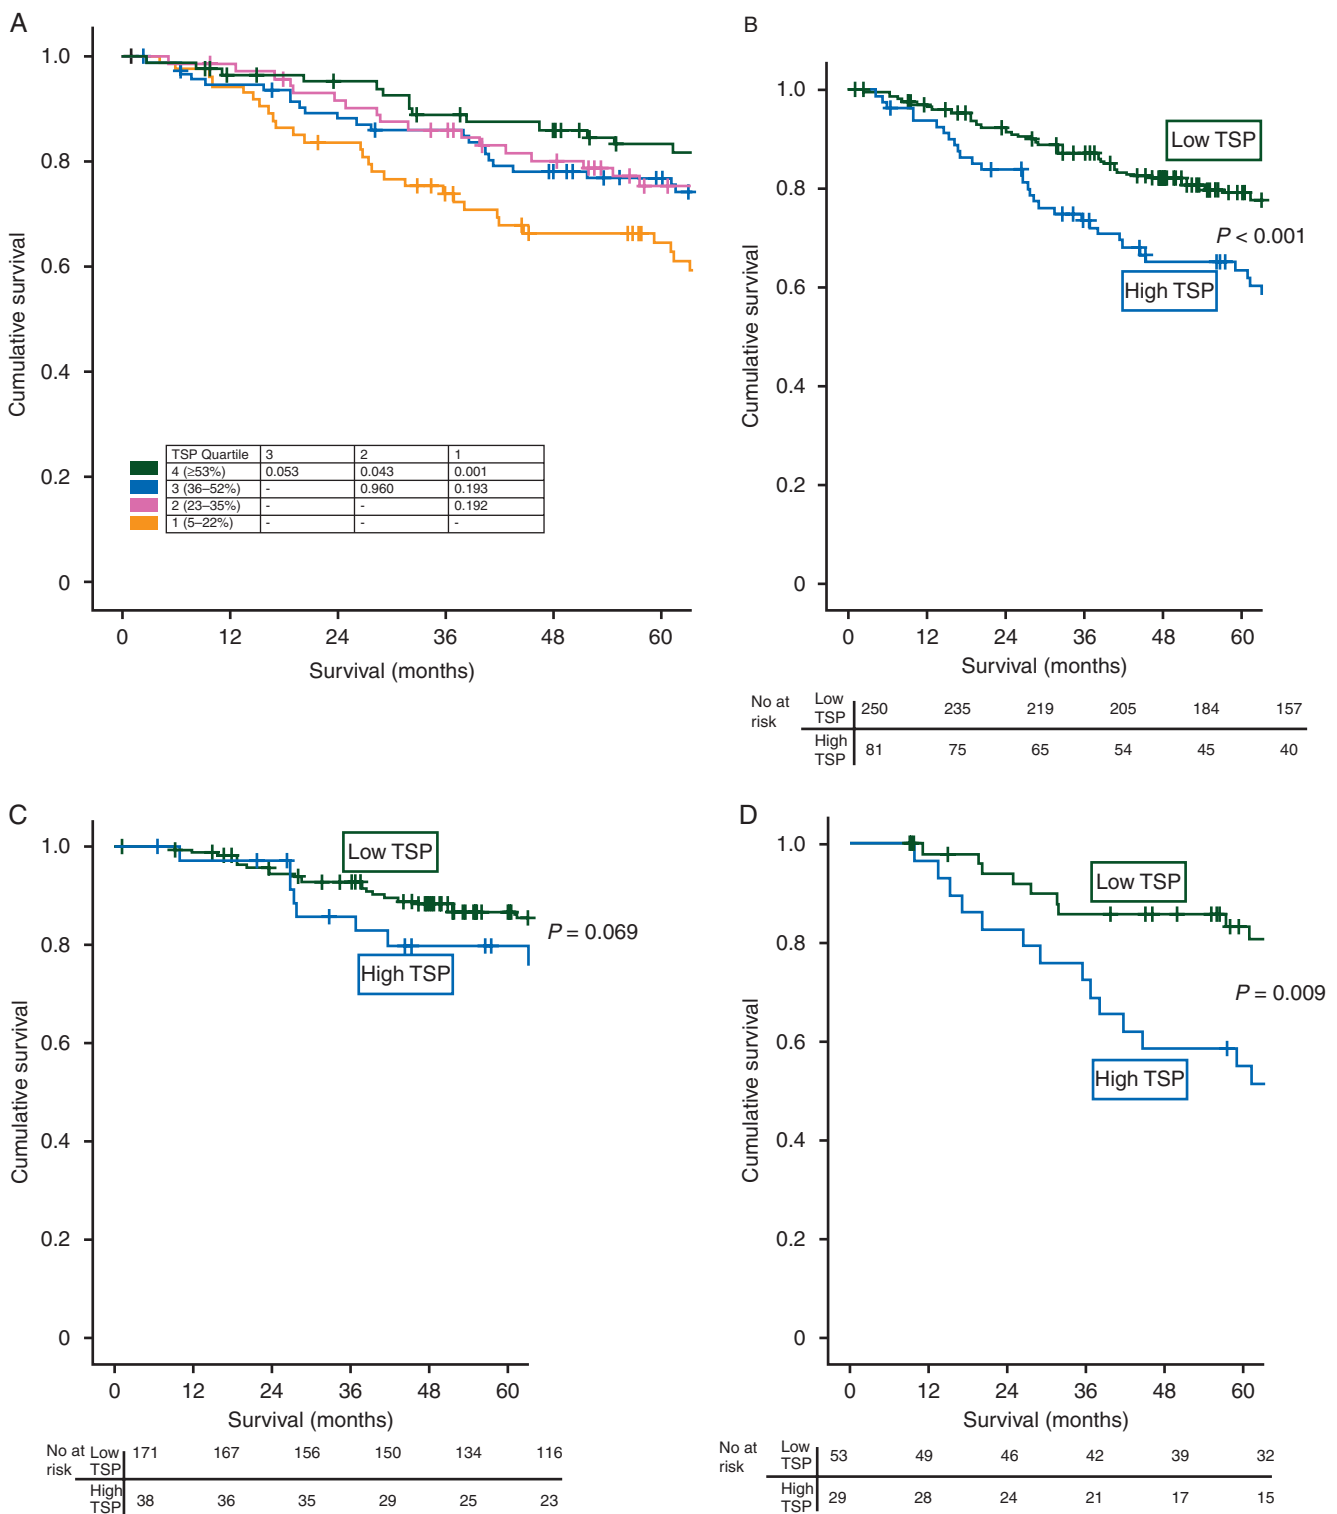 A
1.0
0.8
0.6
0.4
0.2
0
Cumulative survival
TSP Quartile 3 2 1
4 (≥53%) 0.053 0.043 0.001
3 (36–52%) - 0.960 0.193
2 (23–35%) - - 0.192
1 (5–22%) - - -
0 12 24 36 48 60
Survival (months)
B
1.0
0.8
0.6
0.4
0.2
0
Cumulative survival
Low TSP
P < 0.001
High TSP
0 12 24 36 48 60
Survival (months)
No at risk
Low TSP 250 235 219 205 184 157
High TSP 81 75 65 54 45 40
C
1.0
0.8
0.6
0.4
0.2
0
Cumulative survival
Low TSP
P = 0.069
High TSP
0 12 24 36 48 60
Survival (months)
No at risk
Low TSP 171 167 156 150 134 116
High TSP 38 36 35 29 25 23
D
1.0
0.8
0.6
0.4
0.2
0
Cumulative survival
Low TSP
P = 0.009
High TSP
0 12 24 36 48 60
Survival (months)
No at risk
Low TSP 53 49 46 42 39 32
High TSP 29 28 24 21 17 15